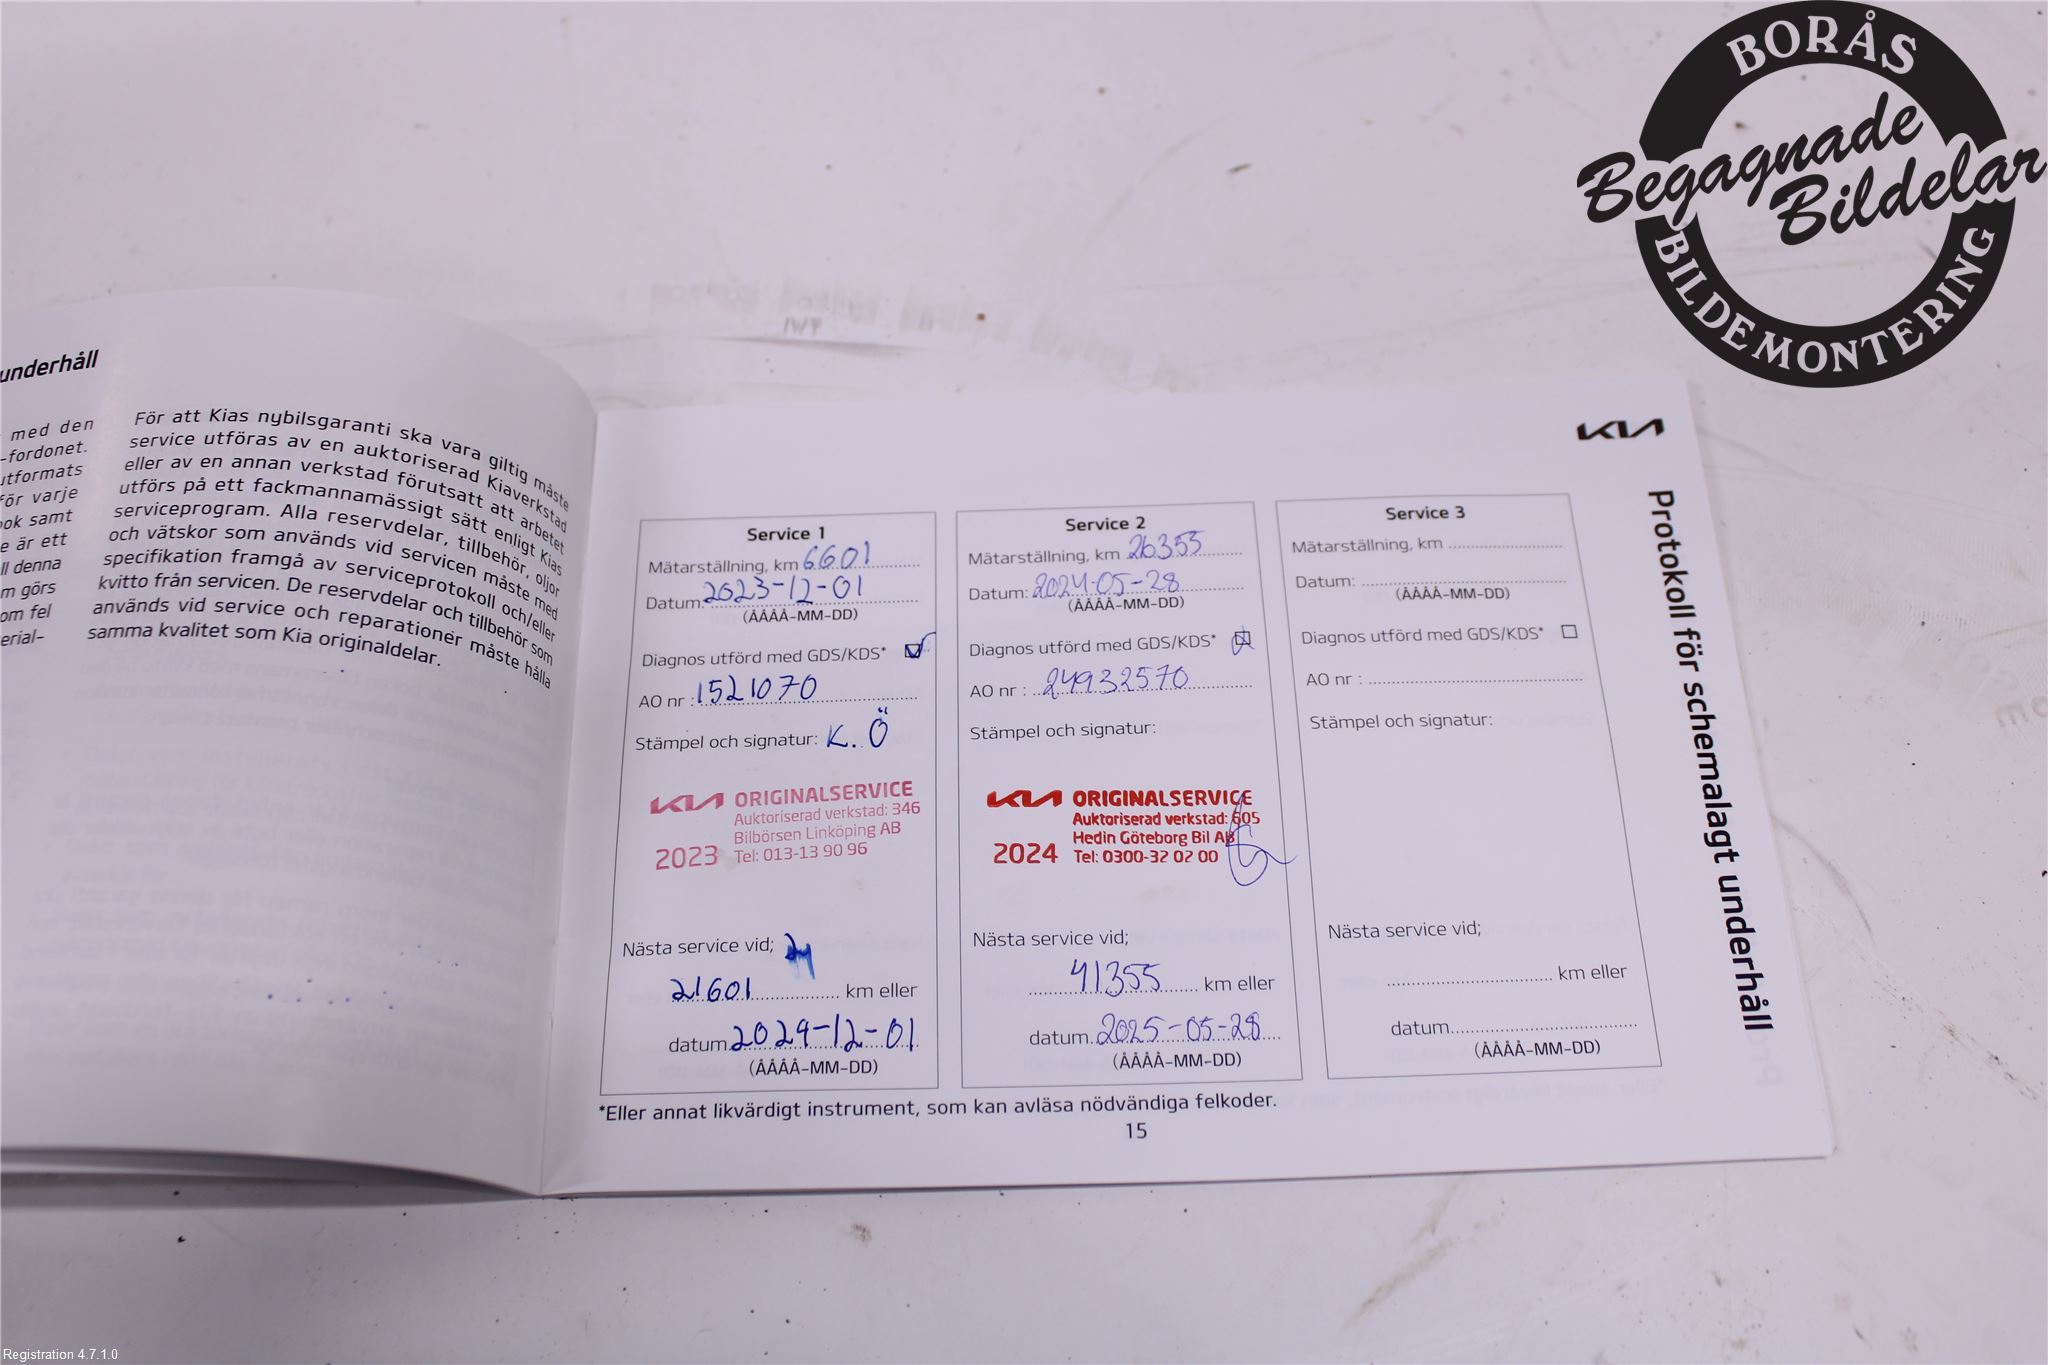 BORÅS
Begagnade
Bildelar
BILDEMONTERING
underhåll
med den
-fordonet.
utformats
för varje
ook samt
e är ett
ll denna
m görs
om fel
erial-
För att Kias nybilsgaranti ska vara giltig måste
service utföras av en auktoriserad Kiaverkstad
eller av en annan verkstad förutsatt att arbetet
utförs på ett fackmannamässigt sätt enligt Kias
serviceprogram. Alla reservdelar, tillbehör, oljor
och vätskor som används vid servicen måste med
specifikation framgå av serviceprotokoll och/eller
kvitto från servicen. De reservdelar och tillbehör som
används vid service och reparationer måste hålla
samma kvalitet som Kia originaldelar.
KIA
Protokoll för schemalagt underhåll
Service 1
Mätarställning, km 6601
Datum: 2023-12-01
(ÅÅÅÅ-MM-DD)
Diagnos utförd med GDS/KDS*
AO nr : 1521070
Stämpel och signatur: K.Ö
KIA ORIGINALSERVICE
Auktoriserad verkstad: 346
Bilbörsen Linköping AB
2023 Tel: 013-13 90 96
Nästa service vid;
21601 km eller
datum 2024-12-01
(ÅÅÅÅ-MM-DD)
Service 2
Mätarställning, km 26355
Datum: 2024-05-28
(ÅÅÅÅ-MM-DD)
Diagnos utförd med GDS/KDS*
AO nr : 24932570
Stämpel och signatur:
KIA ORIGINALSERVICE
Auktoriserad verkstad: 605
Hedin Göteborg Bil AB
2024 Tel: 0300-32 02 00
Nästa service vid;
41355 km eller
datum 2025-05-28
(ÅÅÅÅ-MM-DD)
Service 3
Mätarställning, km
Datum:
(ÅÅÅÅ-MM-DD)
Diagnos utförd med GDS/KDS*
AO nr :
Stämpel och signatur:
Nästa service vid;
km eller
datum
(ÅÅÅÅ-MM-DD)
*Eller annat likvärdigt instrument, som kan avläsa nödvändiga felkoder.
15
Registration 4.7.1.0